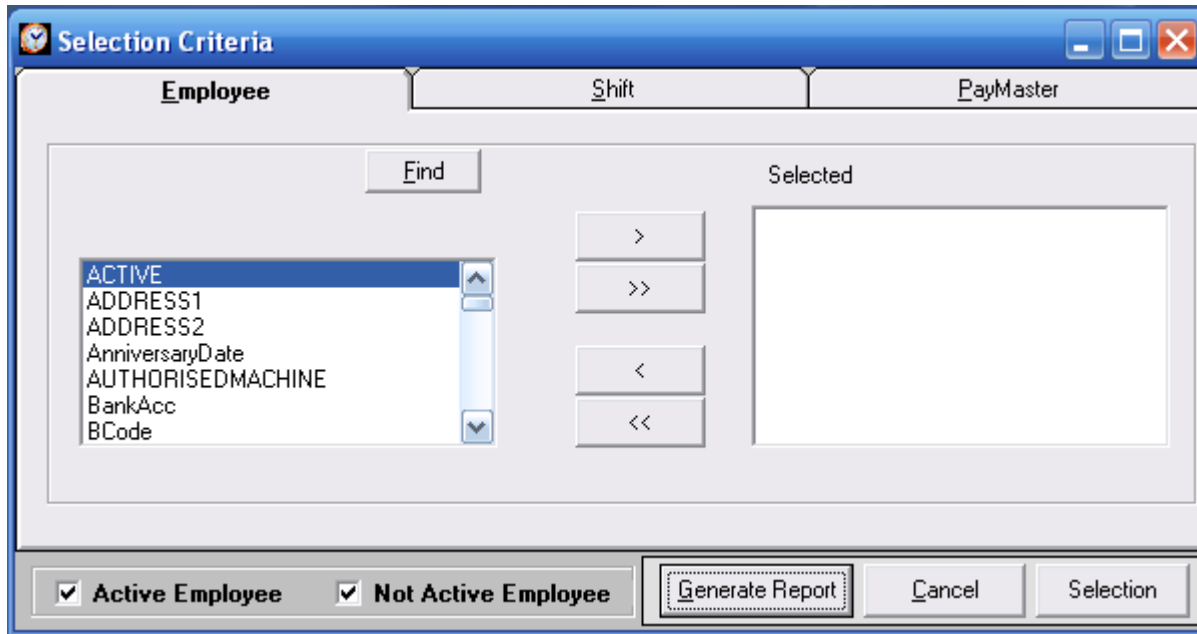 Selection Criteria
Employee Shift PayMaster
Find
Selected
>
>>
<
<<
ACTIVE
ADDRESS1
ADDRESS2
AnniversaryDate
AUTHORISEDMACHINE
BankAcc
BCode
Active Employee Not Active Employee Generate Report Cancel Selection